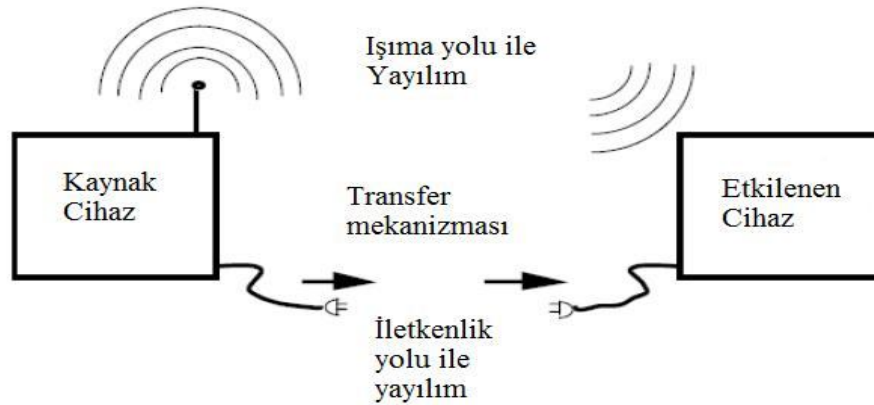 Işıma yolu ile
Yayılım
Kaynak
Cihaz
Transfer
mekanizması
Etkilenen
Cihaz
İletkenlik
yolu ile
yayılım